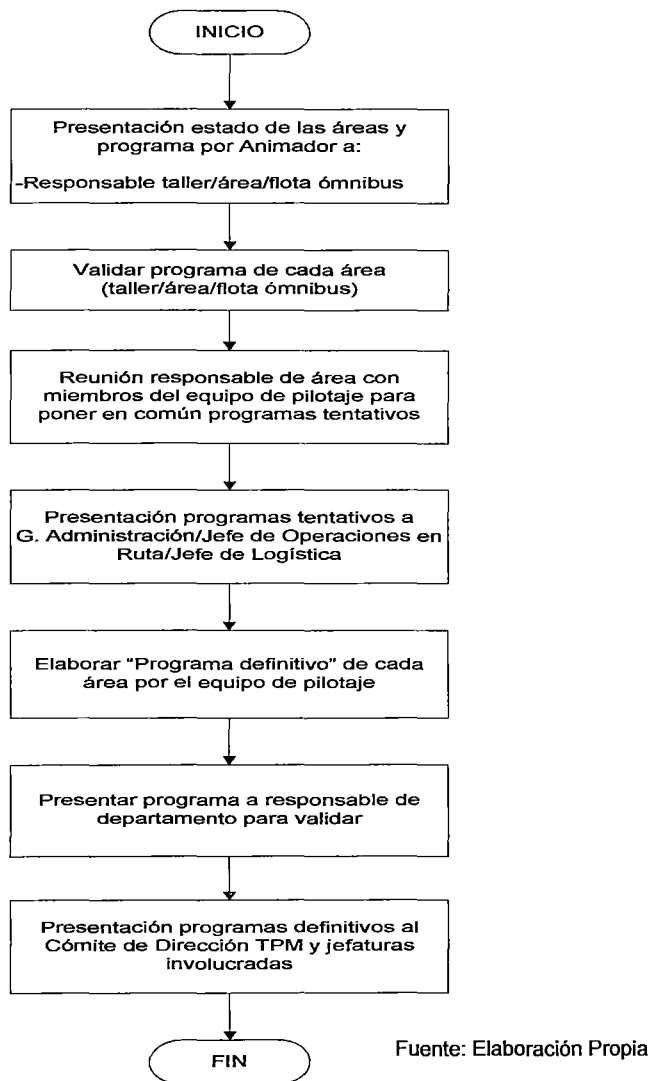 INICIO
Presentación estado de las áreas y
programa por Animador a:
-Responsable taller/área/flota ómnibus
Validar programa de cada área
(taller/área/flota ómnibus)
Reunión responsable de área con
miembros del equipo de pilotaje para
poner en común programas tentativos
Presentación programas tentativos a
G. Administración/Jefe de Operaciones en
Ruta/Jefe de Logística
Elaborar "Programa definitivo" de cada
área por el equipo de pilotaje
Presentar programa a responsable de
departamento para validar
Presentación programas definitivos al
Cómite de Dirección TPM y jefaturas
involucradas
FIN
Fuente: Elaboración Propia